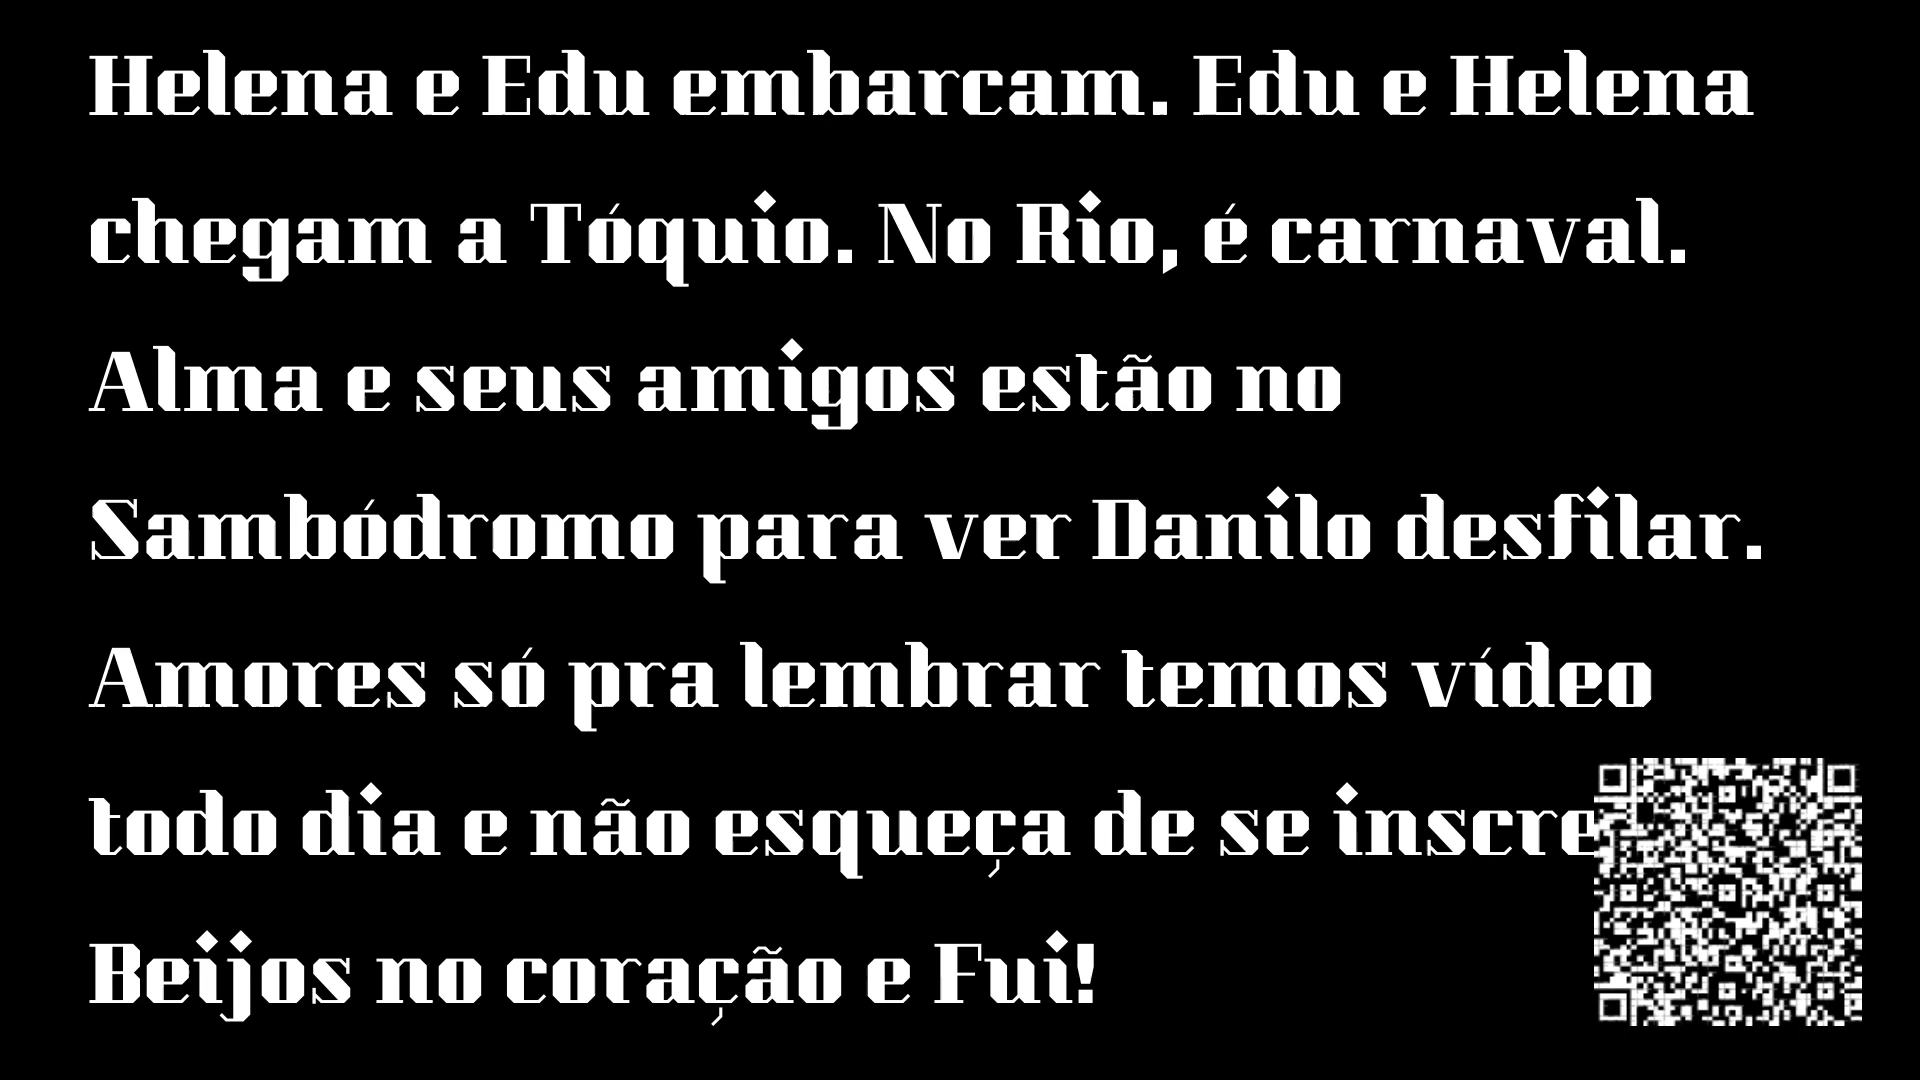 Helena e Edu embarcam. Edu e Helena
chegam a Tóquio. No Rio, é carnaval.
Alma e seus amigos estão no
Sambódromo para ver Danilo desfilar.
Amores só pra lembrar temos vídeo
todo dia e não esqueça de se inscre
Beijos no coração e Fui!